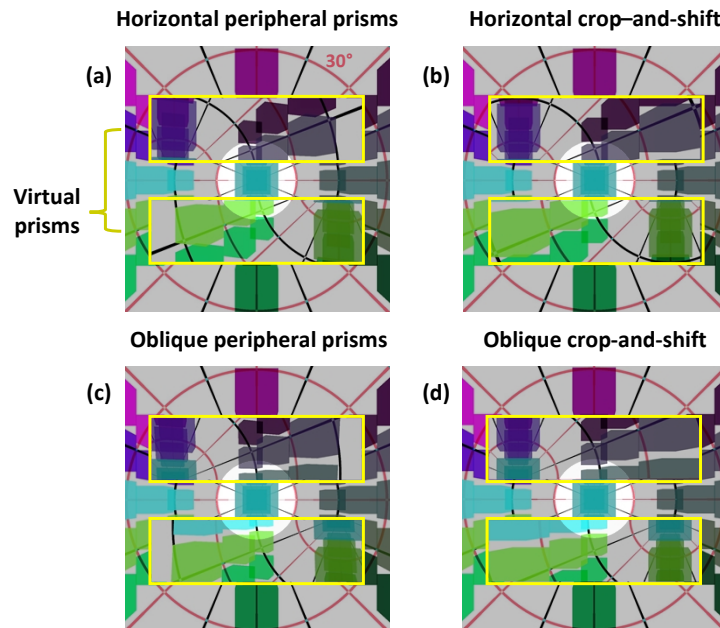 Horizontal peripheral prisms
Horizontal crop–and-shift
(a)
30°
(b)
Virtual
prisms
Oblique peripheral prisms
Oblique crop-and-shift
(c)
(d)